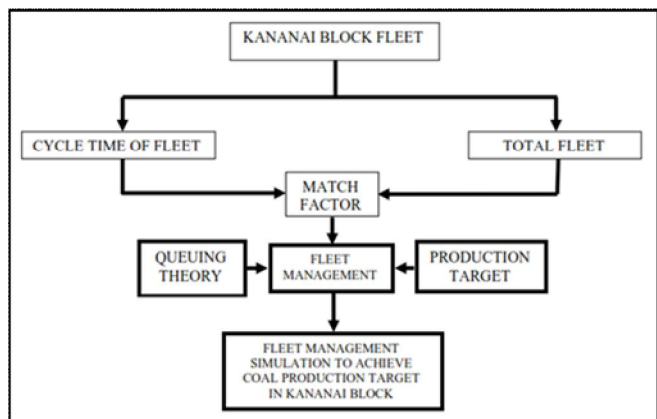 KANANAI BLOCK FLEET
CYCLE TIME OF FLEET
TOTAL FLEET
MATCH
FACTOR
QUEUING
THEORY
FLEET
MANAGEMENT
PRODUCTION
TARGET
FLEET MANAGEMENT
SIMULATION TO ACHIEVE
COAL PRODUCTION TARGET
IN KANANAI BLOCK